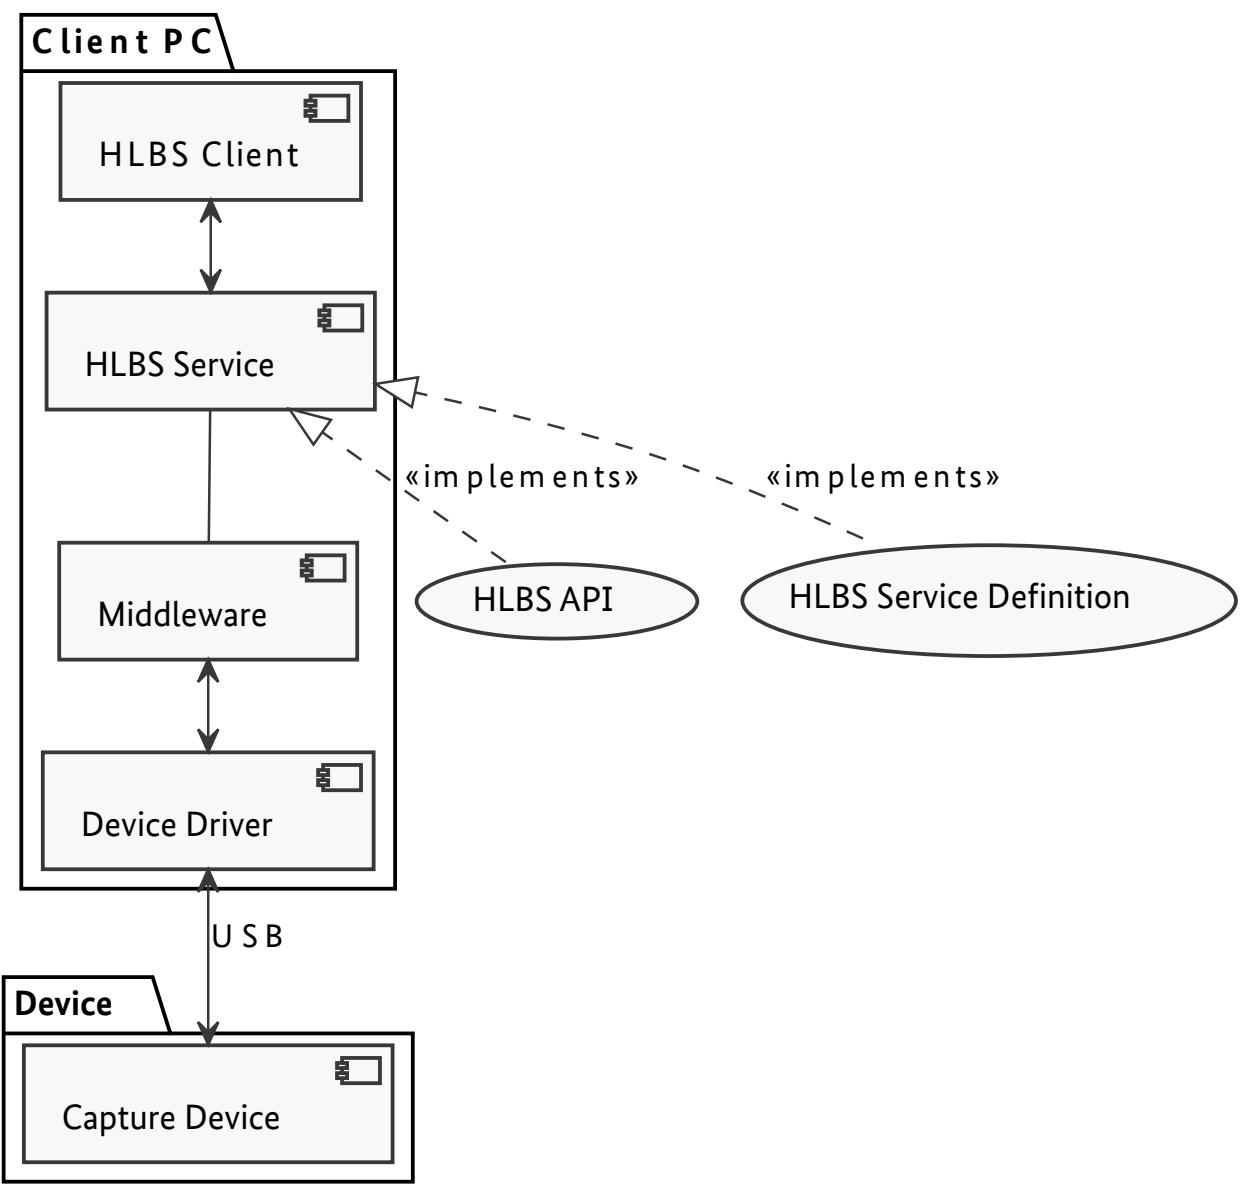 Client PC
HLBS Client
HLBS Service
«implements» «implements»
Middleware
HLBS API
HLBS Service Definition
Device Driver
USB
Device
Capture Device